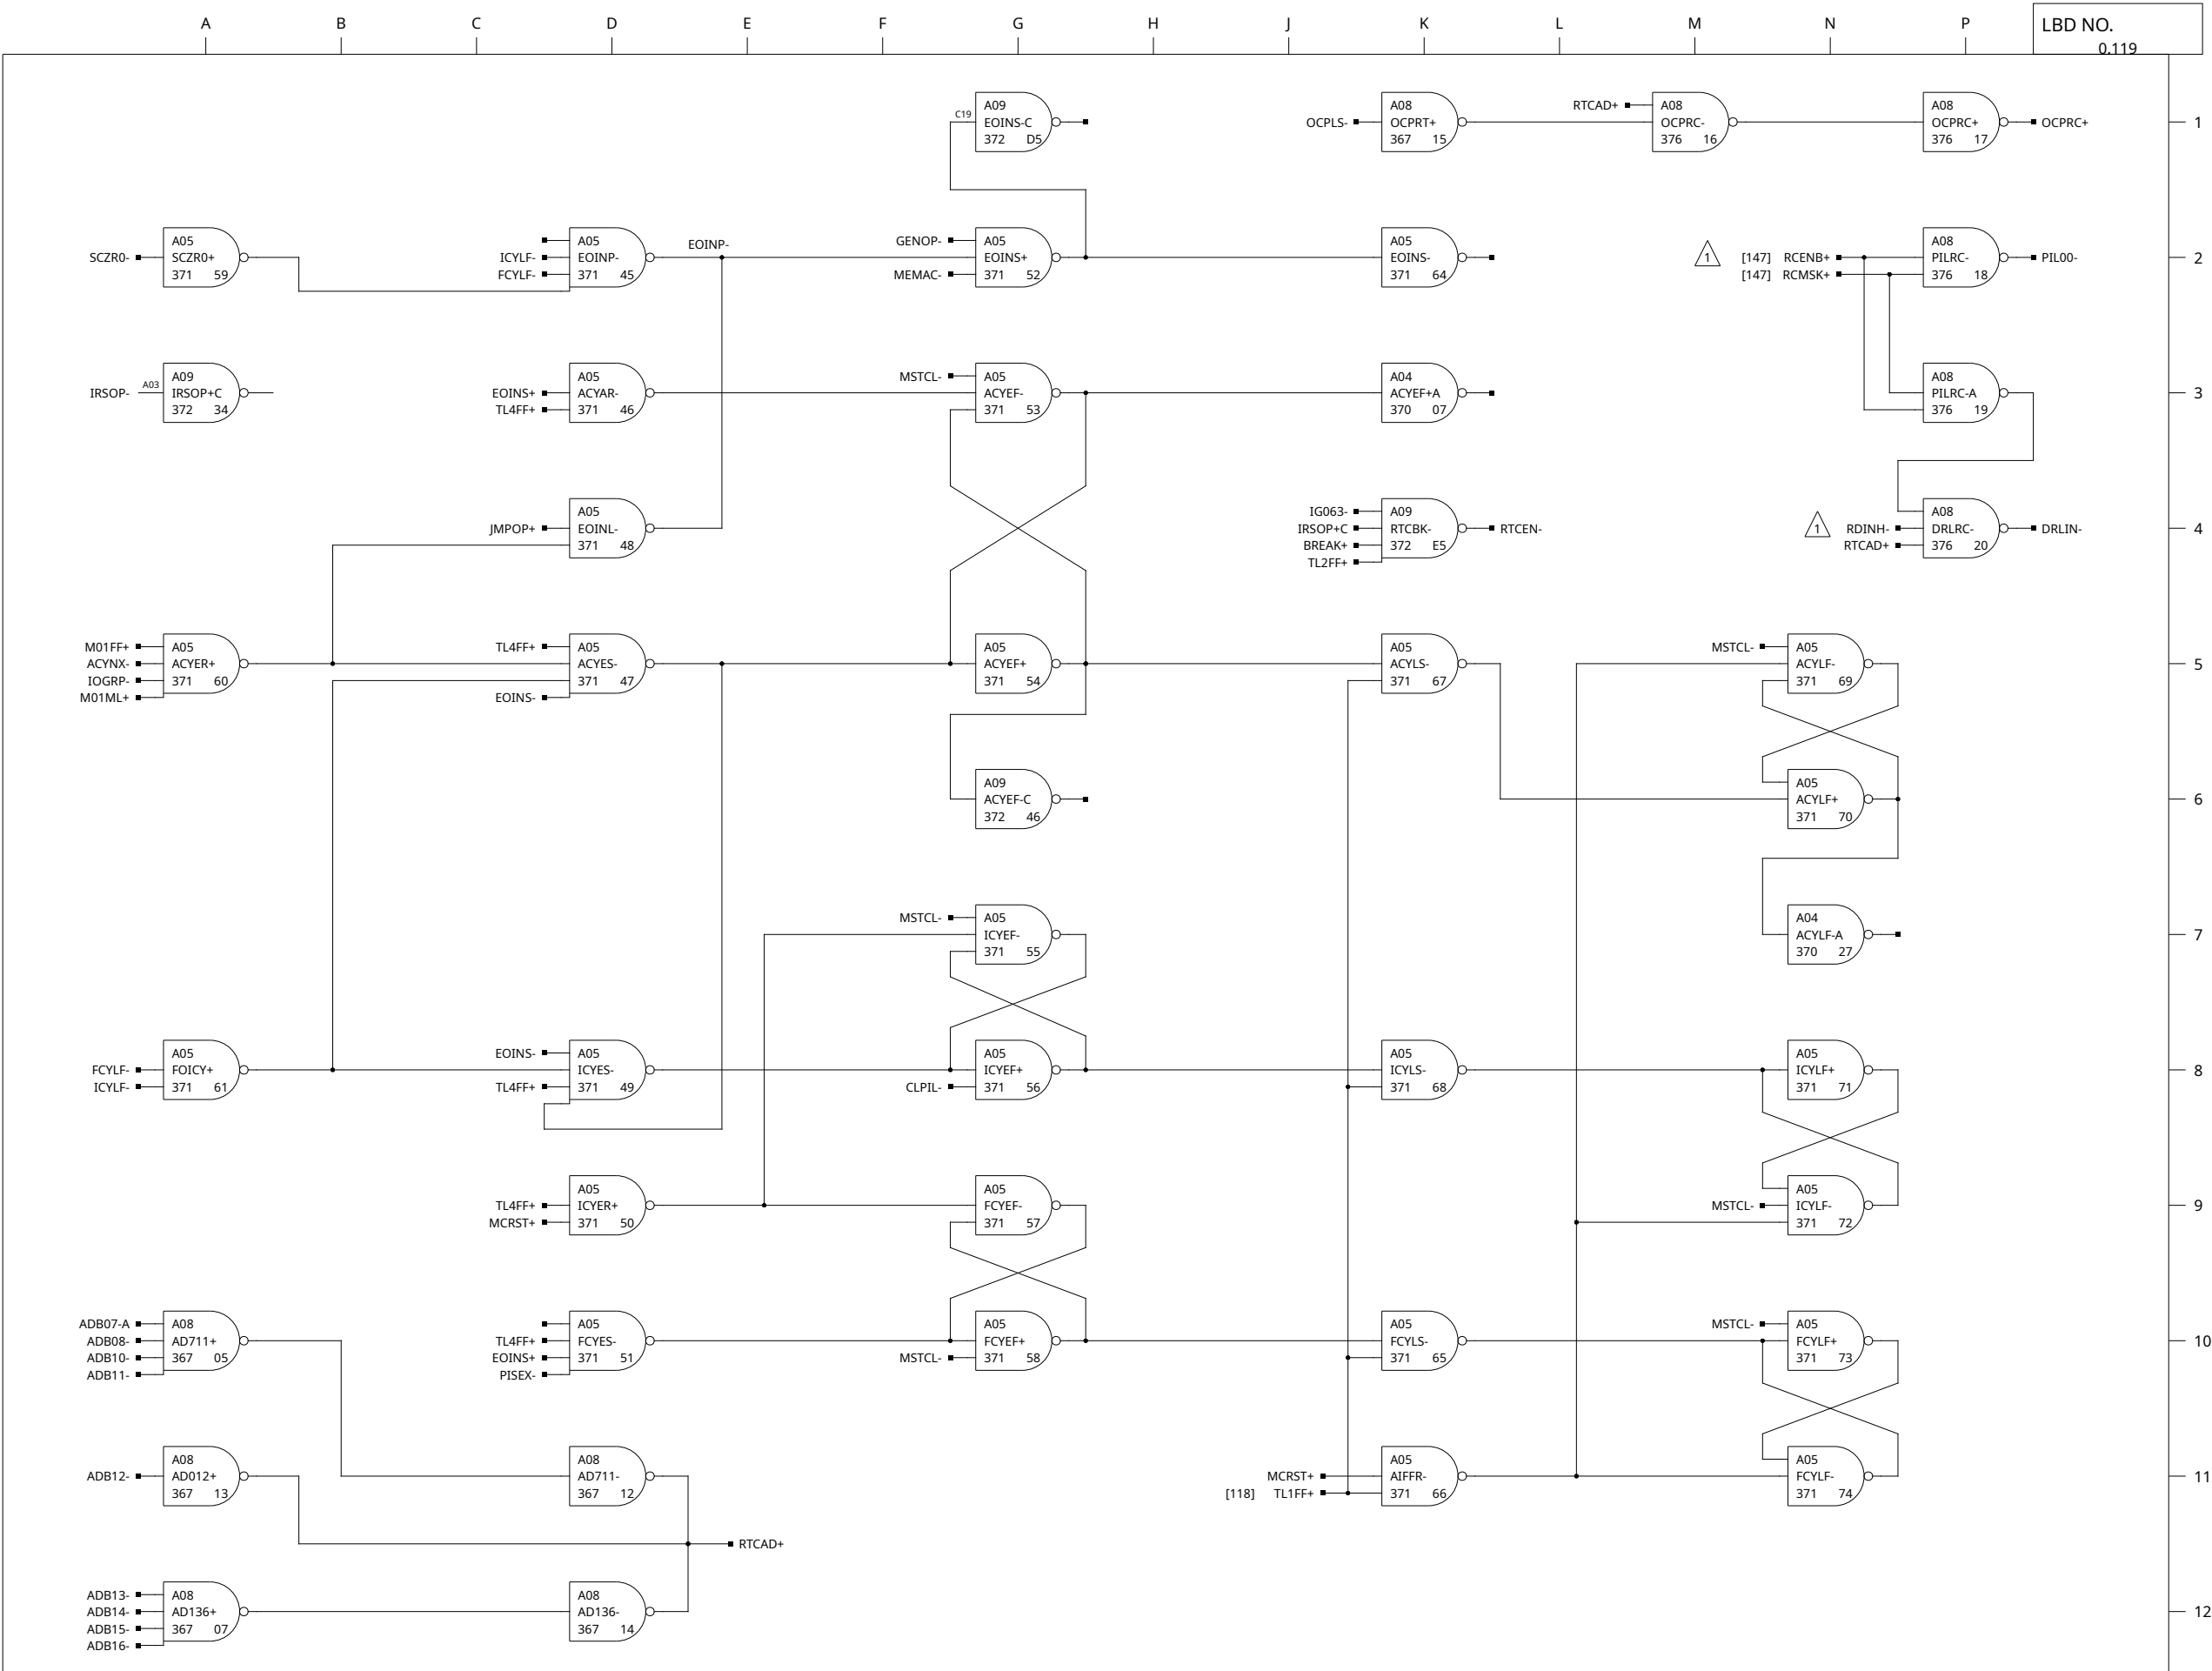 A B C D E F G H J K L M N P
LBD NO.
0.119
A09
C19 EOINS-C
372 D5
OCPLS-
A08
OCPRT+
367 15
RTCAD+
A08
OCPRC-
376 16
A08
OCPRC+
376 17
OCPRC+
1
SCZR0-
A05
SCZR0+
371 59
ICYLF-
FCYLF-
A05
EOINP-
371 45
EOINP-
GENOP-
MEMAC-
A05
EOINS+
371 52
A05
EOINS-
371 64
1
[147] RCENB+
[147] RCMSK+
A08
PILRC-
376 18
PIL00-
2
IRSOP-
A03
A09
IRSOP+C
372 34
EOINS+
TL4FF+
A05
ACYAR-
371 46
MSTCL-
A05
ACYEF-
371 53
A04
ACYEF+A
370 07
A08
PILRC-A
376 19
3
JMPOP+
A05
EOINL-
371 48
IG063-
IRSOP+C
BREAK+
TL2FF+
A09
RTCBK-
372 E5
RTCEN-
1
RDINH-
RTCAD+
A08
DRLRC-
376 20
DRLIN-
4
M01FF+
ACYNX-
IOGRP-
M01ML+
A05
ACYER+
371 60
TL4FF+
EOINS-
A05
ACYES-
371 47
A05
ACYEF+
371 54
A05
ACYLS-
371 67
MSTCL-
A05
ACYLF-
371 69
5
A09
ACYEF-C
372 46
A05
ACYLF+
371 70
6
MSTCL-
A05
ICYEF-
371 55
A04
ACYLF-A
370 27
7
FCYLF-
ICYLF-
A05
FOICY+
371 61
EOINS-
TL4FF+
A05
ICYES-
371 49
CLPIL-
A05
ICYEF+
371 56
A05
ICYLS-
371 68
A05
ICYLF+
371 71
8
TL4FF+
MCRST+
A05
ICYER+
371 50
A05
FCYEF-
371 57
MSTCL-
A05
ICYLF-
371 72
9
ADB07-A
ADB08-
ADB10-
ADB11-
A08
AD711+
367 05
TL4FF+
EOINS+
PISEX-
A05
FCYES-
371 51
MSTCL-
A05
FCYEF+
371 58
A05
FCYLS-
371 65
MSTCL-
A05
FCYLF+
371 73
10
ADB12-
A08
AD012+
367 13
A08
AD711-
367 12
MCRST+
[118] TL1FF+
A05
AIFFR-
371 66
A05
FCYLF-
371 74
11
RTCAD+
ADB13-
ADB14-
ADB15-
ADB16-
A08
AD136+
367 07
A08
AD136-
367 14
12